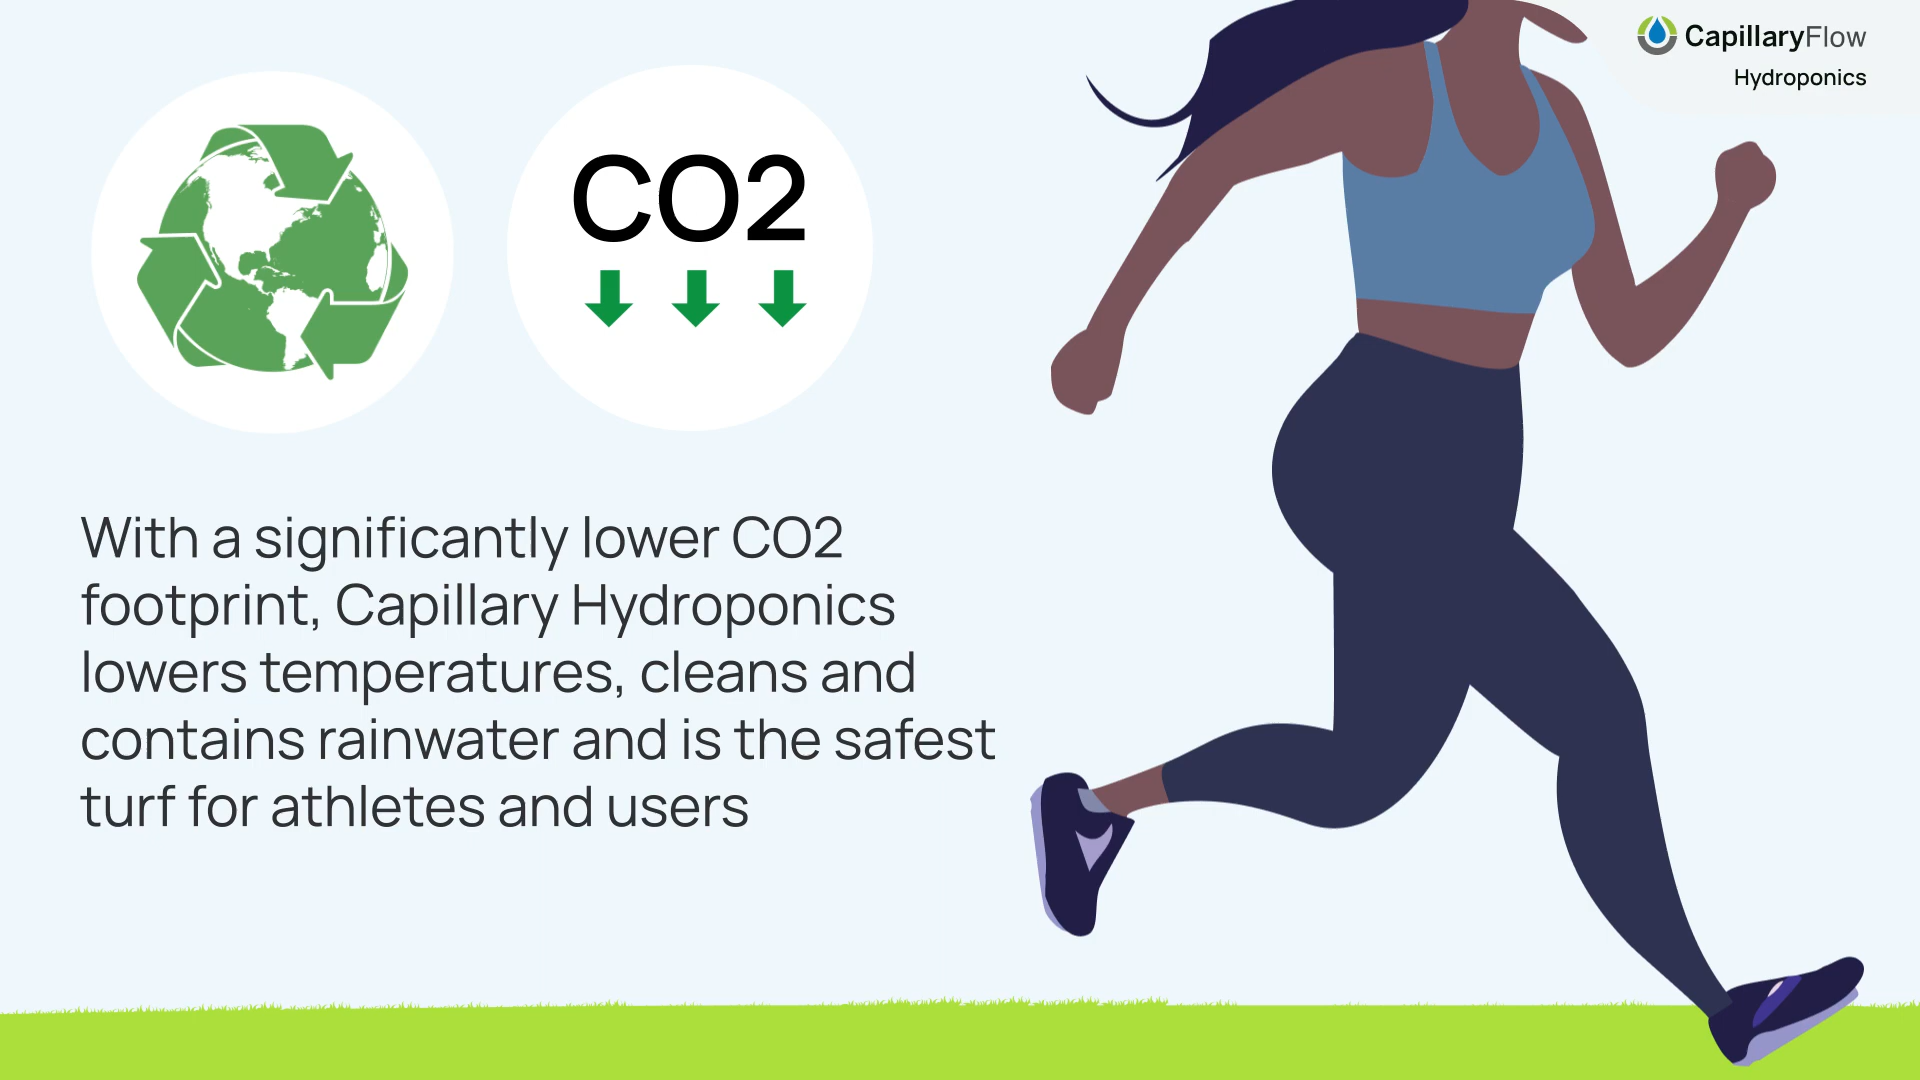 CapillaryFlow
Hydroponics
CO2
With a significantly lower CO2
footprint, Capillary Hydroponics
lowers temperatures, cleans and
contains rainwater and is the safest
turf for athletes and users